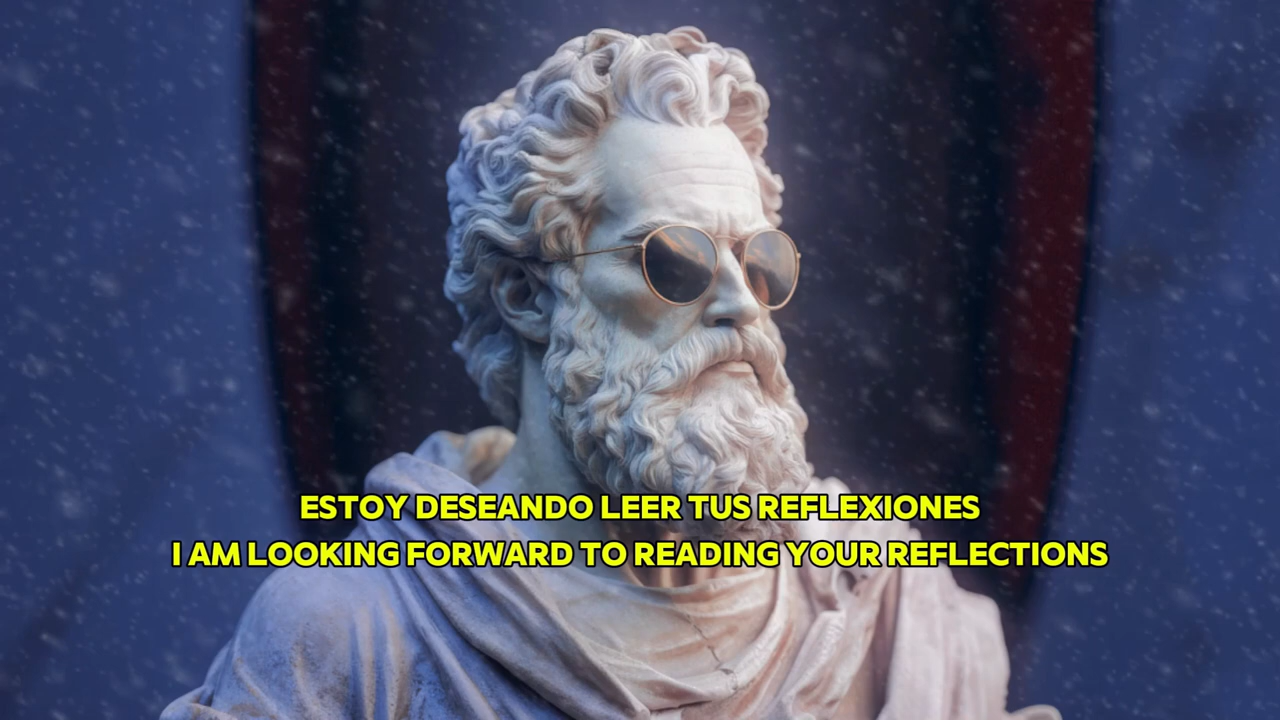 ESTOY DESEANDO LEER TUS REFLEXIONES
I AM LOOKING FORWARD TO READING YOUR REFLECTIONS